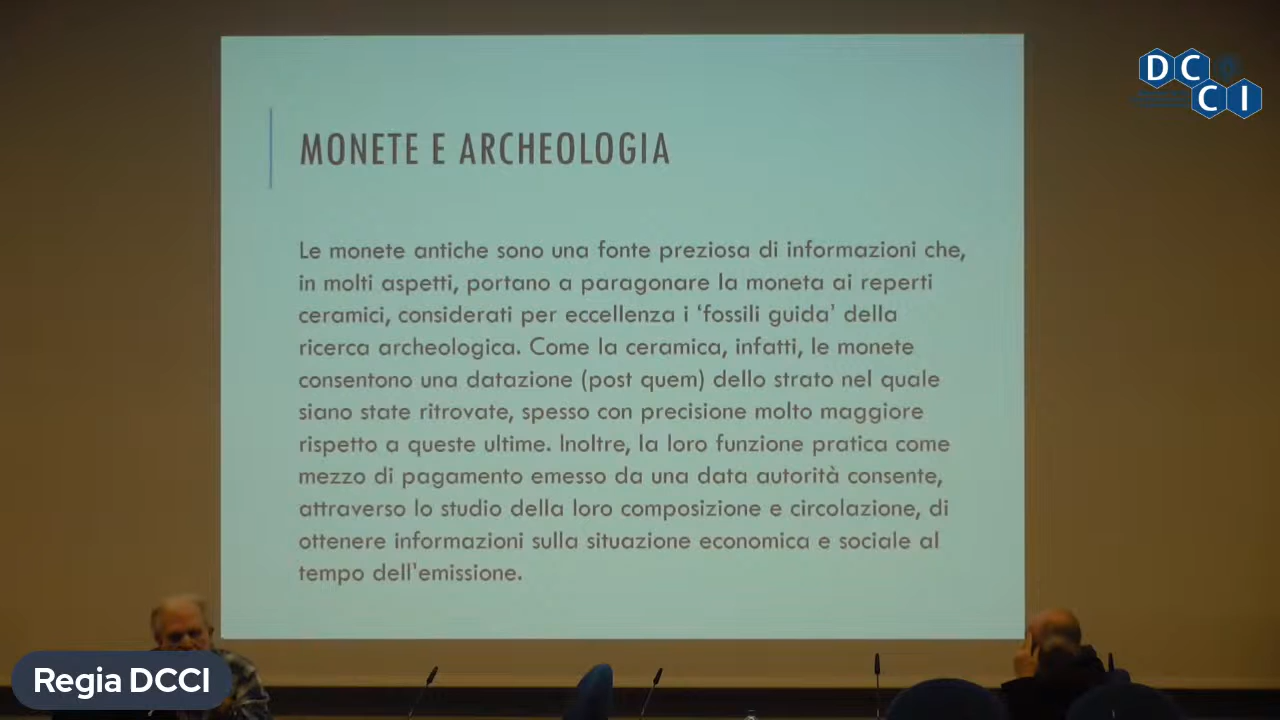 DC
CI
MONETE E ARCHEOLOGIA
Le monete antiche sono una fonte preziosa di informazioni che,
in molti aspetti, portano a paragonare la moneta ai reperti
ceramici, considerati per eccellenza i ‘fossili guida’ della
ricerca archeologica. Come la ceramica, infatti, le monete
consentono una datazione (post quem) dello strato nel quale
siano state ritrovate, spesso con precisione molto maggiore
rispetto a queste ultime. Inoltre, la loro funzione pratica come
mezzo di pagamento emesso da una data autorità consente,
attraverso lo studio della loro composizione e circolazione, di
ottenere informazioni sulla situazione economica e sociale al
tempo dell'emissione.
Regia DCCI